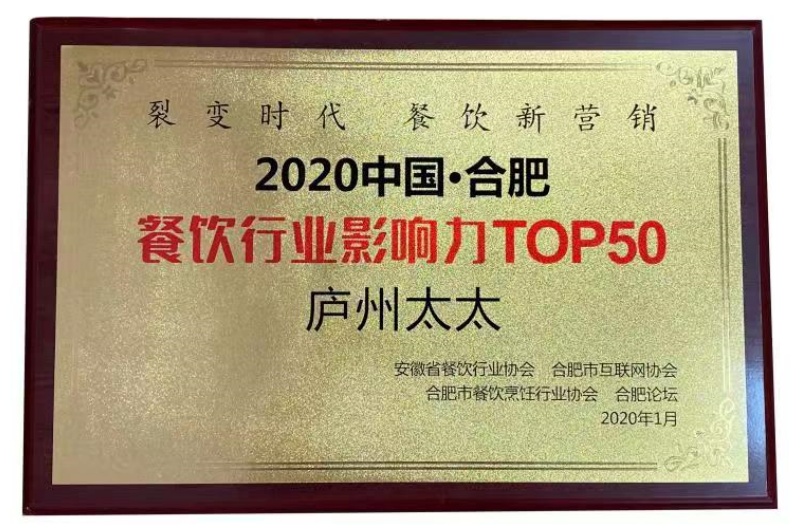 裂变时代 餐饮新营销
2020中国·合肥
餐饮行业影响力TOP50
庐州太太
安徽省餐饮行业协会 合肥市互联网协会
合肥市餐饮烹饪行业协会 合肥论坛
2020年1月